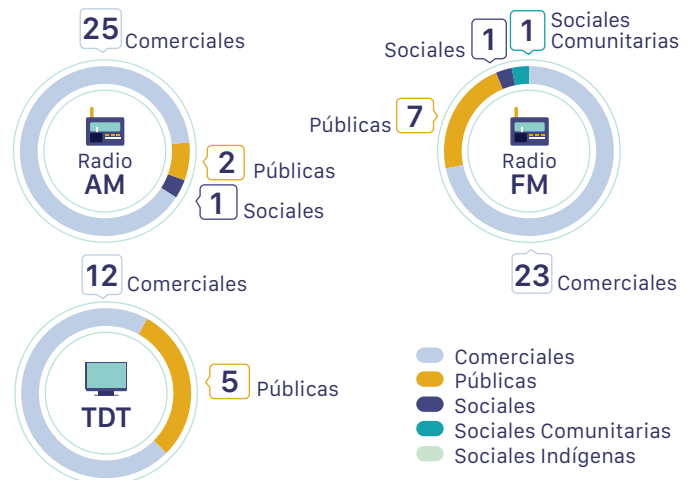 25
Comerciales
Radio
AM
2
Públicas
1
Sociales
1
Sociales
1
Sociales
Comunitarias
7
Públicas
Radio
FM
23
Comerciales
12
Comerciales
TDT
5
Públicas
Comerciales
Públicas
Sociales
Sociales Comunitarias
Sociales Indígenas